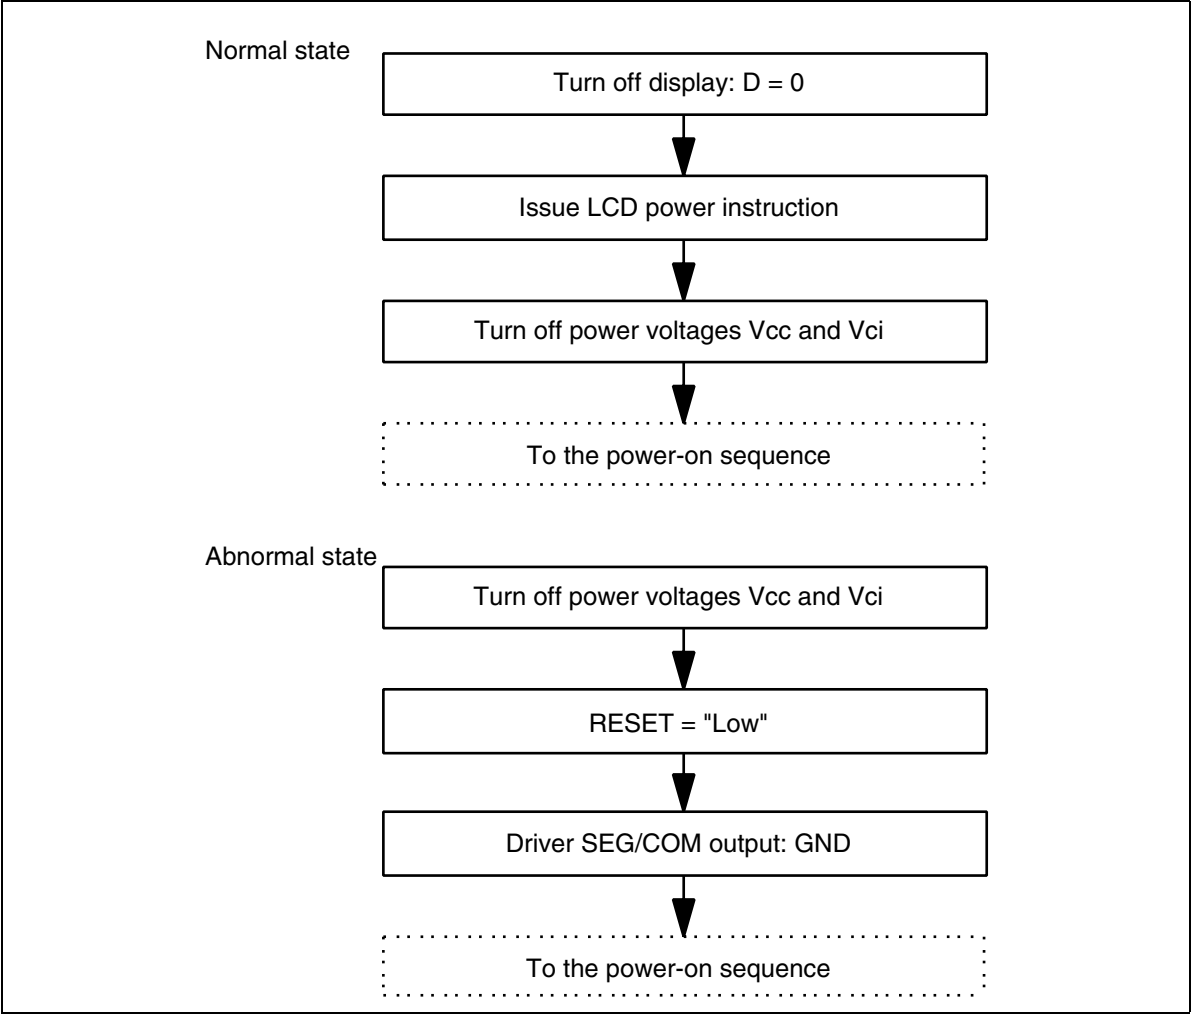 Normal state
Turn off display: D = 0
Issue LCD power instruction
Turn off power voltages Vcc and Vci
To the power-on sequence
Abnormal state
Turn off power voltages Vcc and Vci
RESET = "Low"
Driver SEG/COM output: GND
To the power-on sequence